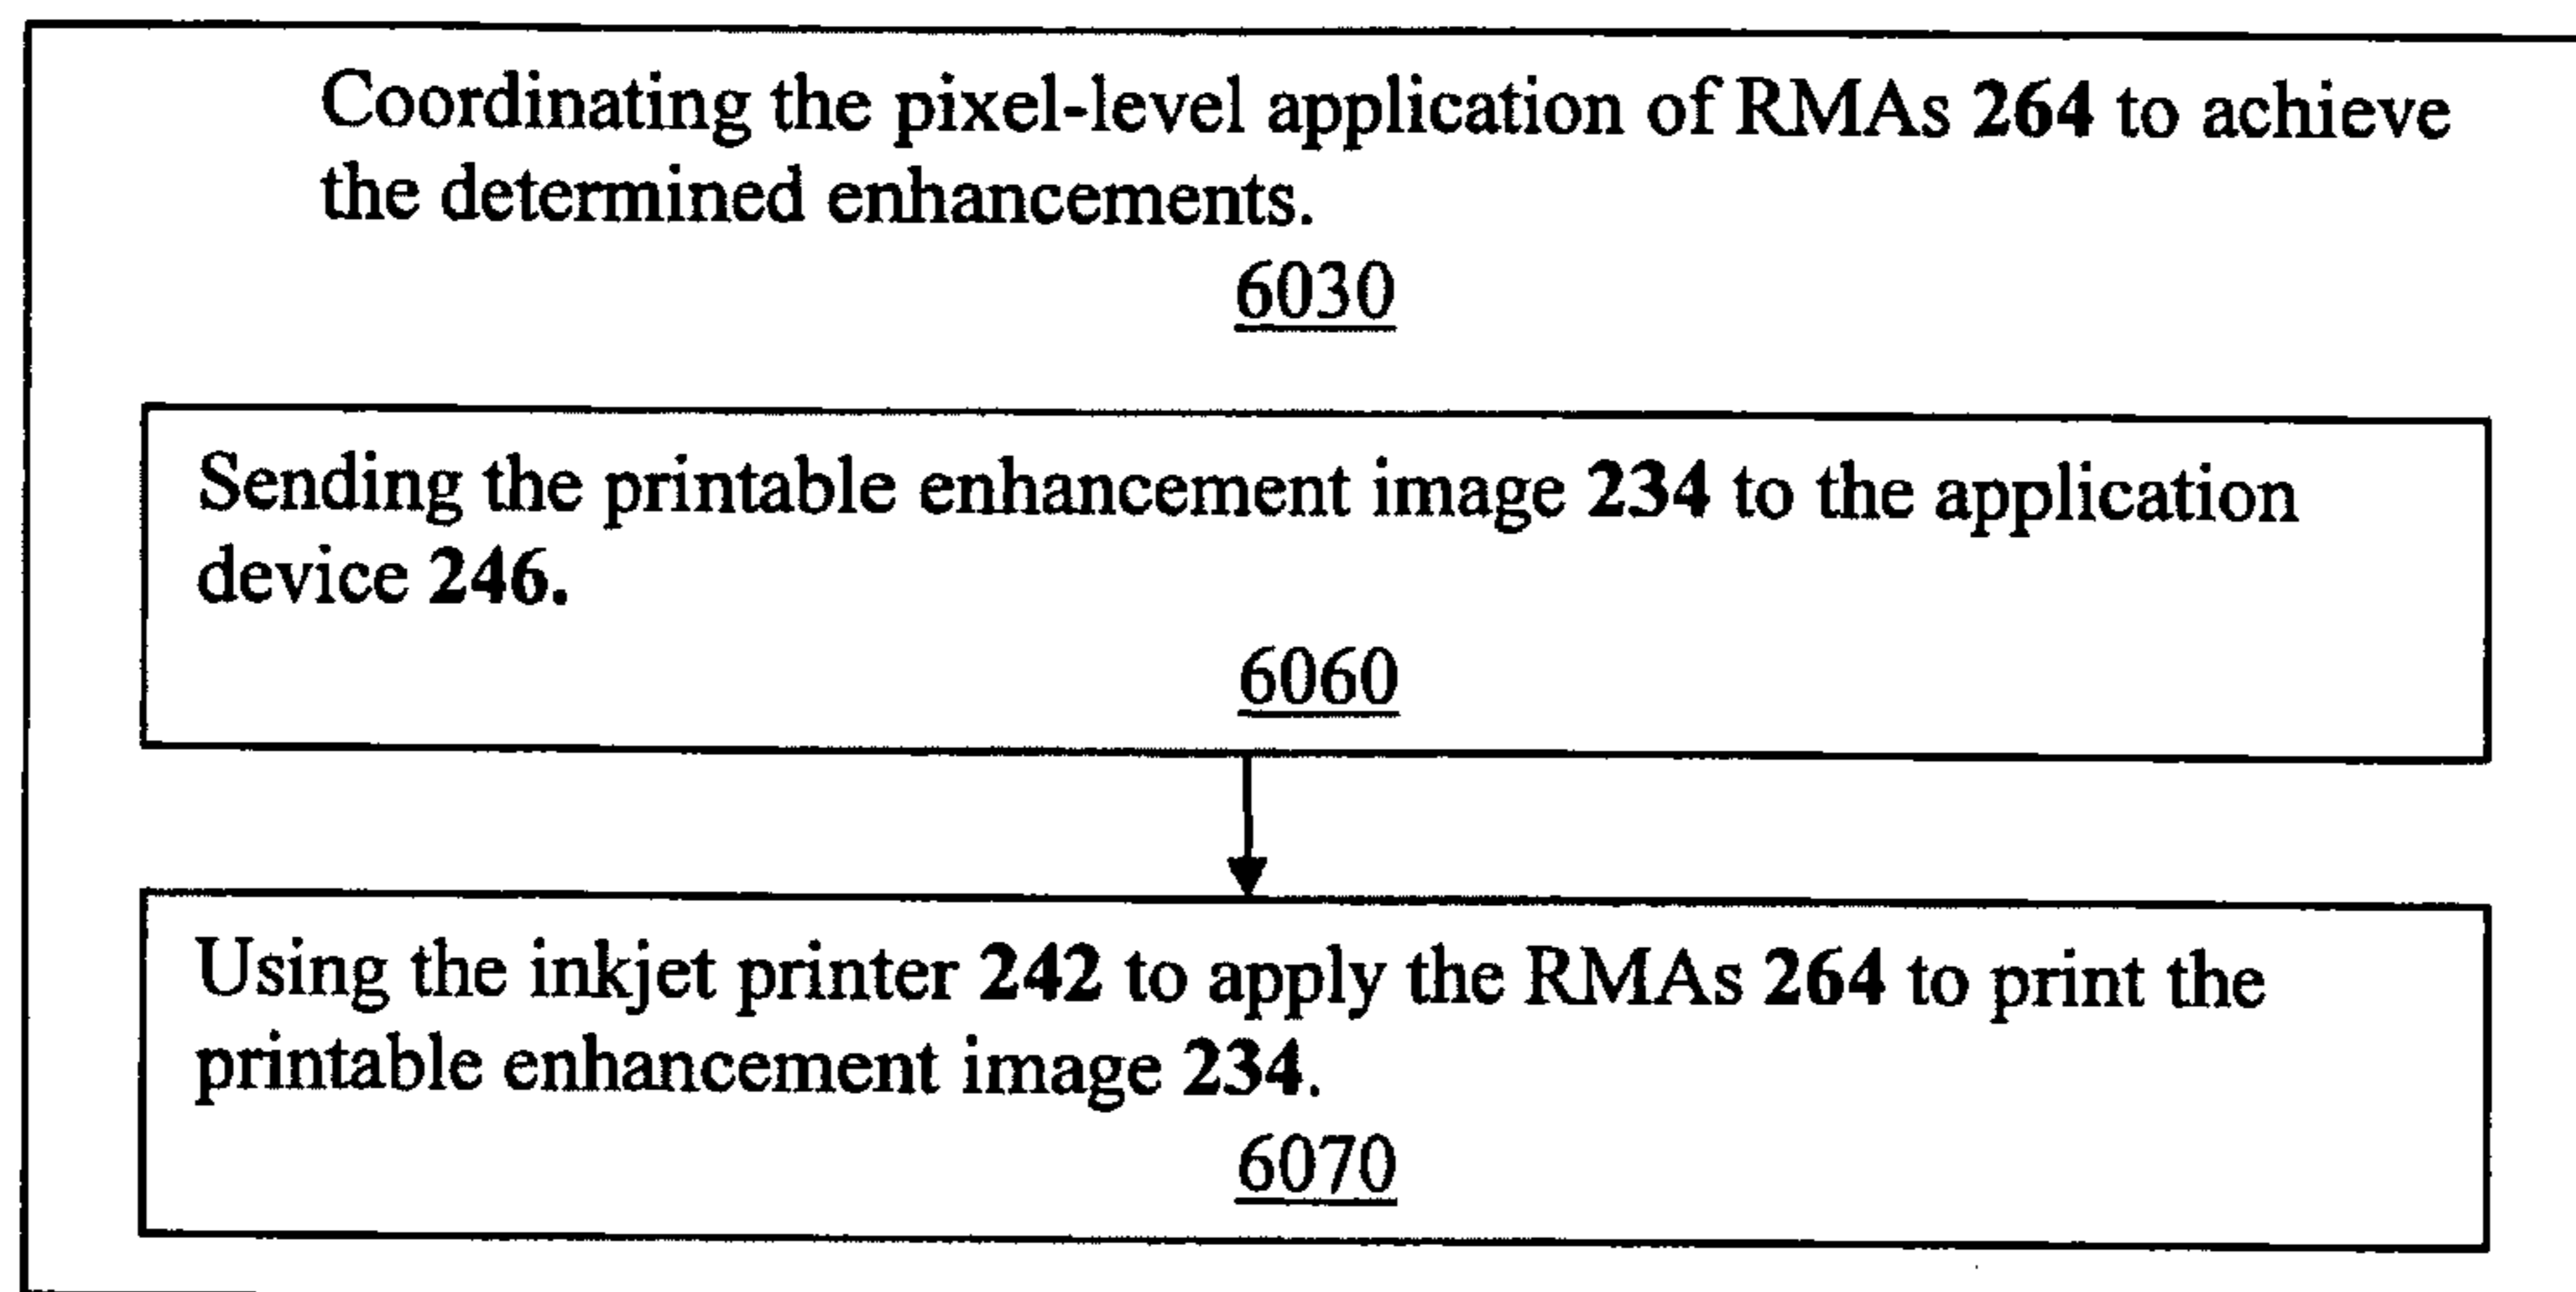 Coordinating the pixel-level application of RMAs 264 to achieve
the determined enhancements.
6030
Sending the printable enhancement image 234 to the application
device 246.
6060
Using the inkjet printer 242 to apply the RMAs 264 to print the
printable enhancement image 234.
6070